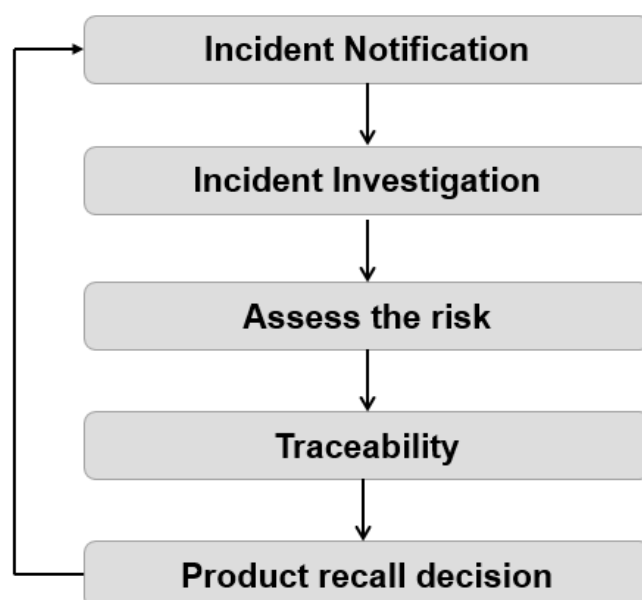 Incident Notification
Incident Investigation
Assess the risk
Traceability
Product recall decision